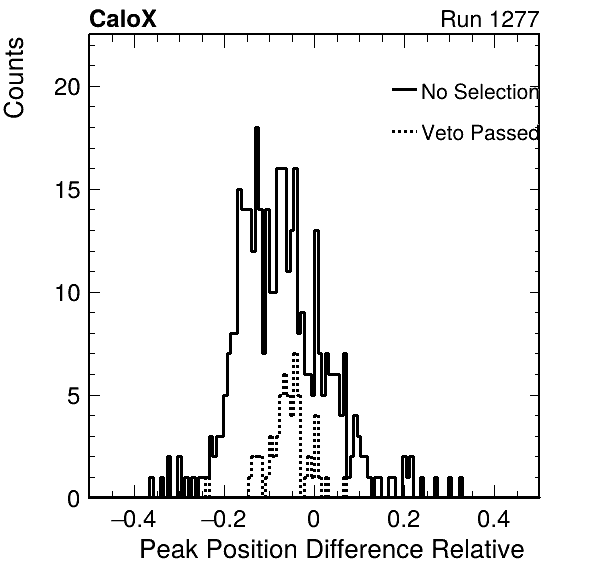 CaloX Run 1277
Counts
20
15
10
5
0
No Selection
Veto Passed
−0.4 −0.2 0 0.2 0.4
Peak Position Difference Relative